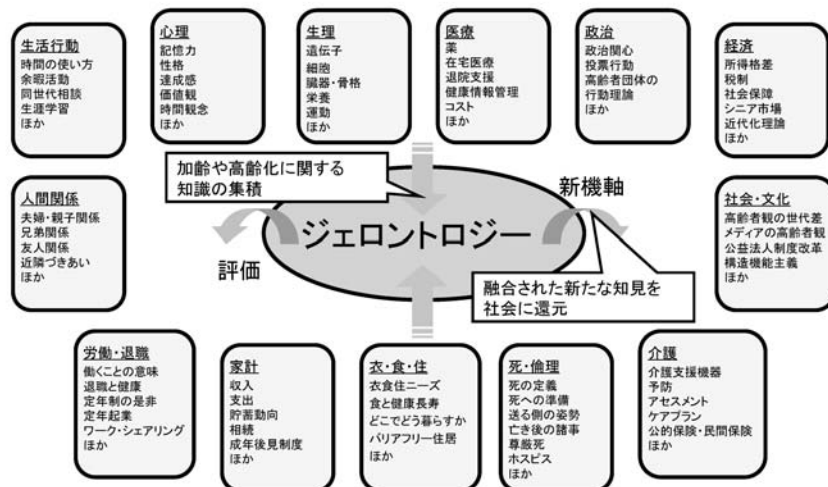 生活行動
時間の使い方
余暇活動
同世代相談
生涯学習
ほか
心理
記憶力
性格
達成感
価値観
時間観念
ほか
生理
遺伝子
細胞
臓器・骨格
栄養
運動
ほか
医療
薬
在宅医療
退院支援
健康情報管理
コスト
ほか
政治
政治関心
投票行動
高齢者団体の
行動理論
ほか
経済
所得格差
税制
社会保障
シニア市場
近代化理論
ほか
加齢や高齢化に関する
知識の集積
新機軸
人間関係
夫婦・親子関係
兄弟関係
友人関係
近隣づきあい
ほか
ジェロントロジー
評価
社会・文化
高齢者観の世代差
メディアの高齢者観
公益法人制度改革
構造機能主義
ほか
融合された新たな知見を
社会に還元
労働・退職
働くことの意味
退職と健康
定年制の是非
定年起業
ワーク・シェアリング
ほか
家計
収入
支出
貯蓄動向
相続
成年後見制度
ほか
衣・食・住
衣食住ニーズ
食と健康長寿
どこでどう暮らすか
バリアフリー住居
ほか
死・倫理
死の定義
死への準備
送る側の姿勢
亡き後の諸事
尊厳死
ホスピス
ほか
介護
介護支援機器
予防
アセスメント
ケアプラン
公的保険・民間保険
ほか